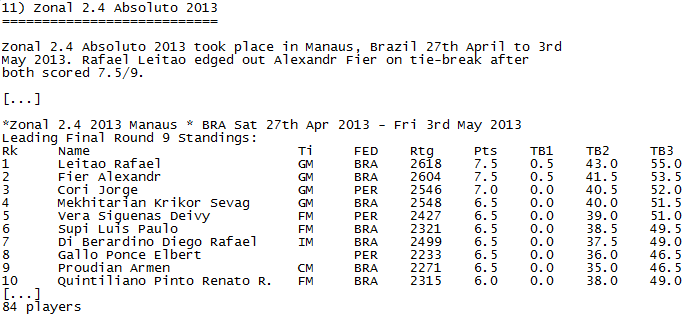 11) Zonal 2.4 Absoluto 2013
===========================
Zonal 2.4 Absoluto 2013 took place in Manaus, Brazil 27th April to 3rd
May 2013. Rafael Leitao edged out Alexandr Fier on tie-break after
both scored 7.5/9.
[...]
*Zonal 2.4 2013 Manaus * BRA Sat 27th Apr 2013 - Fri 3rd May 2013
Leading Final Round 9 Standings:
Rk Name Ti FED Rtg Pts TB1 TB2 TB3
1 Leitao Rafael GM BRA 2618 7.5 0.5 43.0 55.0
2 Fier Alexandr GM BRA 2604 7.5 0.5 41.5 53.5
3 Cori Jorge GM PER 2546 7.0 0.0 40.5 52.0
4 Mekhitarian Krikor Sevag GM BRA 2548 6.5 0.0 40.0 51.5
5 Vera Siguenas Deivy FM PER 2427 6.5 0.0 39.0 51.0
6 Supi Luis Paulo FM BRA 2321 6.5 0.0 38.5 49.5
7 Di Berardino Diego Rafael IM BRA 2499 6.5 0.0 37.5 49.0
8 Gallo Ponce Elbert PER 2233 6.5 0.0 36.0 46.5
9 Proudian Armen CM BRA 2271 6.5 0.0 35.0 46.5
10 Quintiliano Pinto Renato R. FM BRA 2315 6.0 0.0 38.0 49.0
[...]
84 players